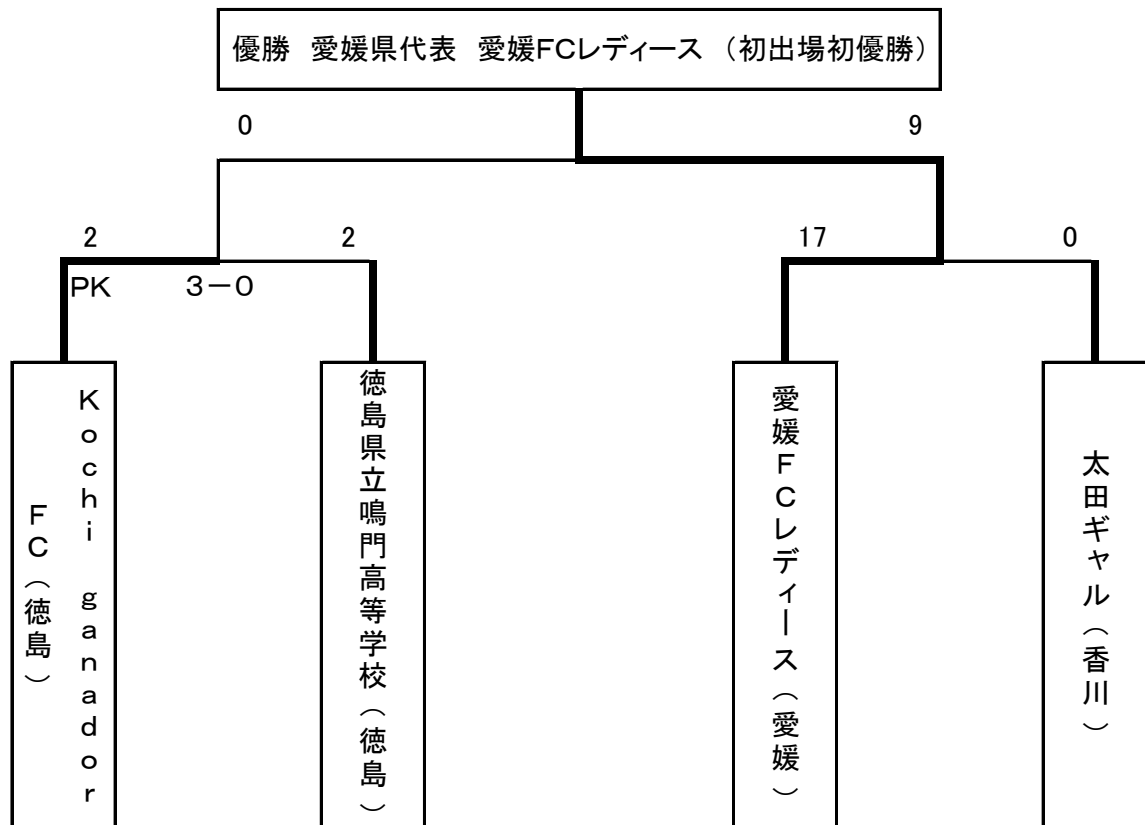 優勝　愛媛県代表　愛媛FCレディース　（初出場初優勝）
0
9
2
2
17
0
PK
3－0
Kochi ganador
FC（徳島）
徳島県立鳴門高等学校（徳島）
愛媛FCレディース（愛媛）
太田ギャル（香川）